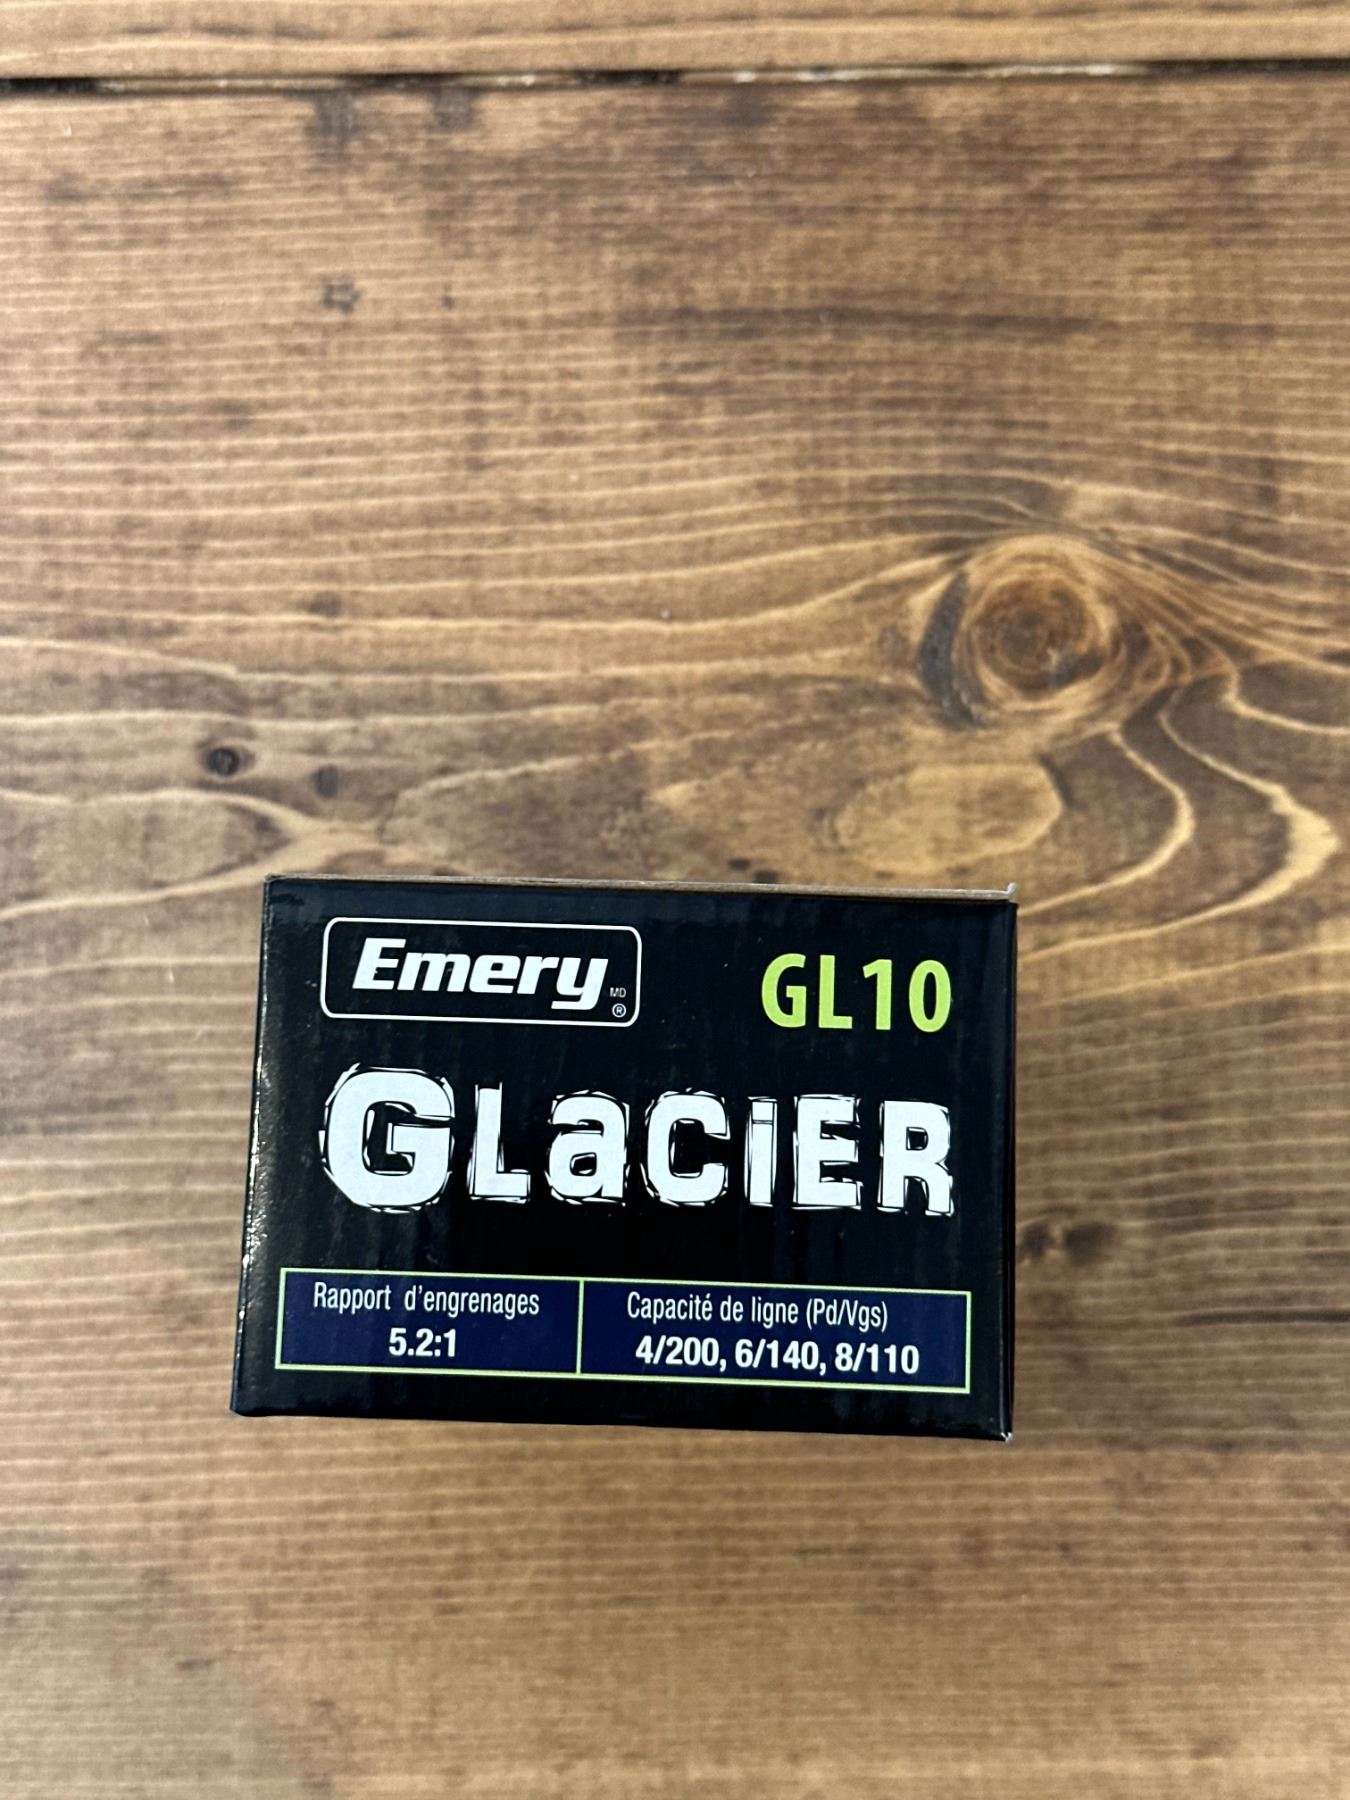 Emery MD ®
GL10
GLaCiER
Rapport d'engrenages
5.2:1
Capacité de ligne (Pd/Vgs)
4/200, 6/140, 8/110